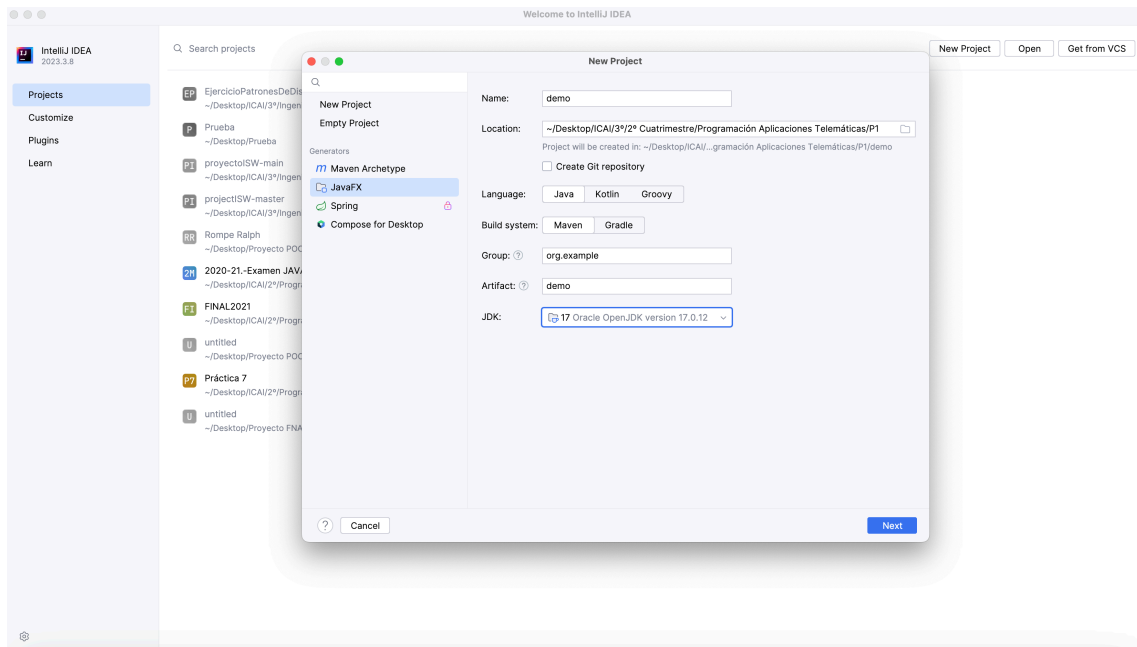 Welcome to IntelliJ IDEA
IntelliJ IDEA
2023.3.8
Projects
Customize
Plugins
Learn
Search projects
New Project
Open
Get from VCS
EP
EjercicioPatronesDeDis
~/Desktop/ICAI/3º/Ingen
P
Prueba
~/Desktop/Prueba
PI
proyectoISW-main
~/Desktop/ICAI/3º/Ingen
PI
projectISW-master
~/Desktop/ICAI/3º/Ingen
RR
Rompe Ralph
~/Desktop/Proyecto POO
2M
2020-21.-Examen JAVA
~/Desktop/ICAI/2º/Progr
FI
FINAL2021
~/Desktop/ICAI/2º/Progr
U
untitled
~/Desktop/Proyecto POO
P7
Práctica 7
~/Desktop/ICAI/2º/Progr
U
untitled
~/Desktop/Proyecto FNA
New Project
New Project
Empty Project
Generators
Maven Archetype
JavaFX
Spring
Compose for Desktop
Name: demo
Location: ~/Desktop/ICAI/3º/2º Cuatrimestre/Programación Aplicaciones Telemáticas/P1
Project will be created in: ~/Desktop/ICAI/...gramación Aplicaciones Telemáticas/P1/demo
Create Git repository
Language: Java Kotlin Groovy
Build system: Maven Gradle
Group: ? org.example
Artifact: ? demo
JDK: 17 Oracle OpenJDK version 17.0.12
? Cancel Next